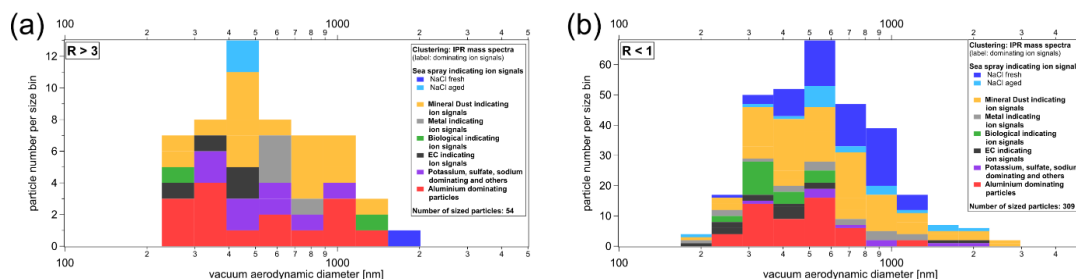 (a)
R > 3
100 1000
2 3 4 5 6 7 8 9 2 3 4 5
particle number per size bin
12
10
8
6
4
2
0
Clustering: IPR mass spectra
(label: dominating ion signals)
Sea spray indicating ion signals
NaCl fresh
NaCl aged
Mineral Dust indicating
ion signals
Metal indicating
ion signals
Biological indicating
ion signals
EC indicating
ion signals
Potassium, sulfate, sodium
dominating and others
Aluminium dominating
particles
Number of sized particles: 54
2 3 4 5 6 7 8 9 2 3 4 5
100 1000
vacuum aerodynamic diameter [nm]
(b)
R < 1
100 1000
2 3 4 5 6 7 8 9 2 3 4 5
particle number per size bin
60
50
40
30
20
10
0
Clustering: IPR mass spectra
(label: dominating ion signals)
Sea spray indicating ion signals
NaCl fresh
NaCl aged
Mineral Dust indicating
ion signals
Metal indicating
ion signals
Biological indicating
ion signals
EC indicating
ion signals
Potassium, sulfate, sodium
dominating and others
Aluminium dominating
particles
Number of sized particles: 309
2 3 4 5 6 7 8 9 2 3 4
100 1000
vacuum aerodynamic diameter [nm]